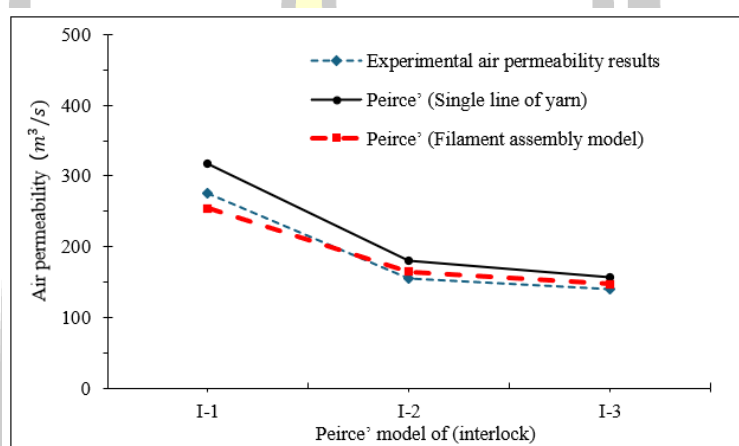 500
400
300
200
100
0
Air permeability (m³/s)
Experimental air permeability results
Peirce’ (Single line of yarn)
Peirce’ (Filament assembly model)
I-1 I-2 I-3
Peirce’ model of (interlock)